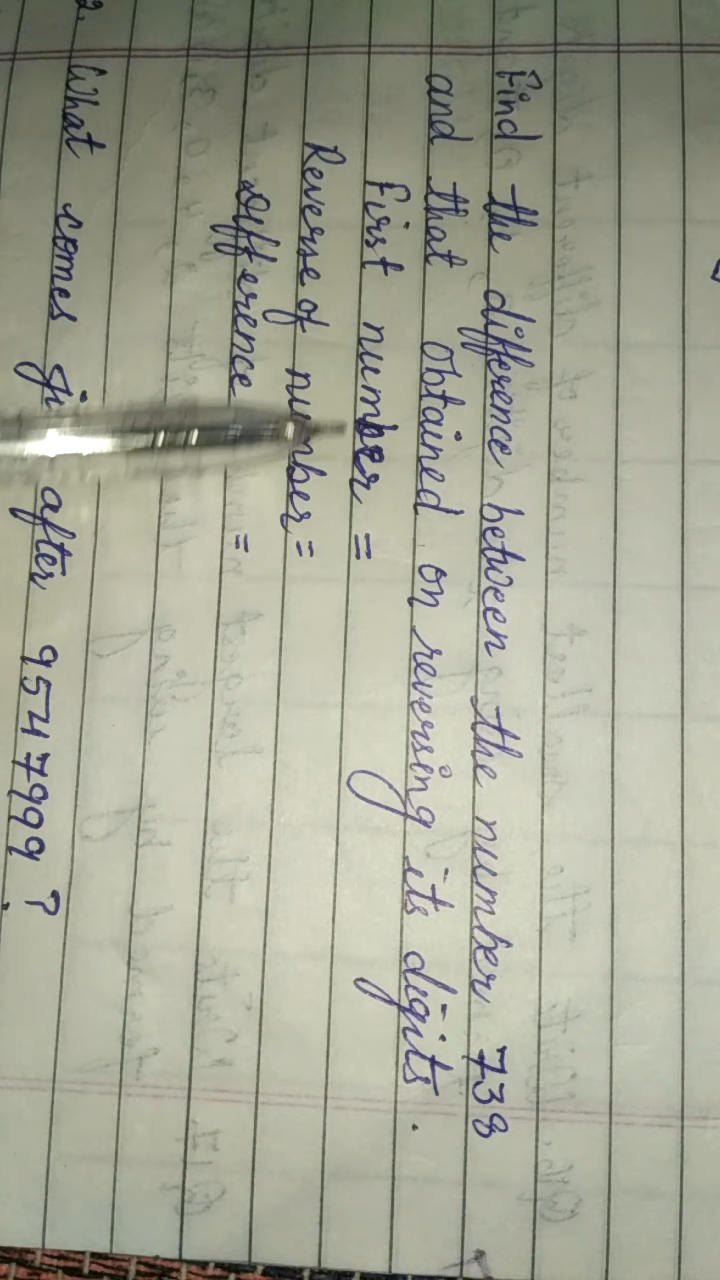 Find the difference between the number 738
and that obtained on reversing its digits.
First number =
Reverse of number =
Difference =
2. What comes after 9547999?